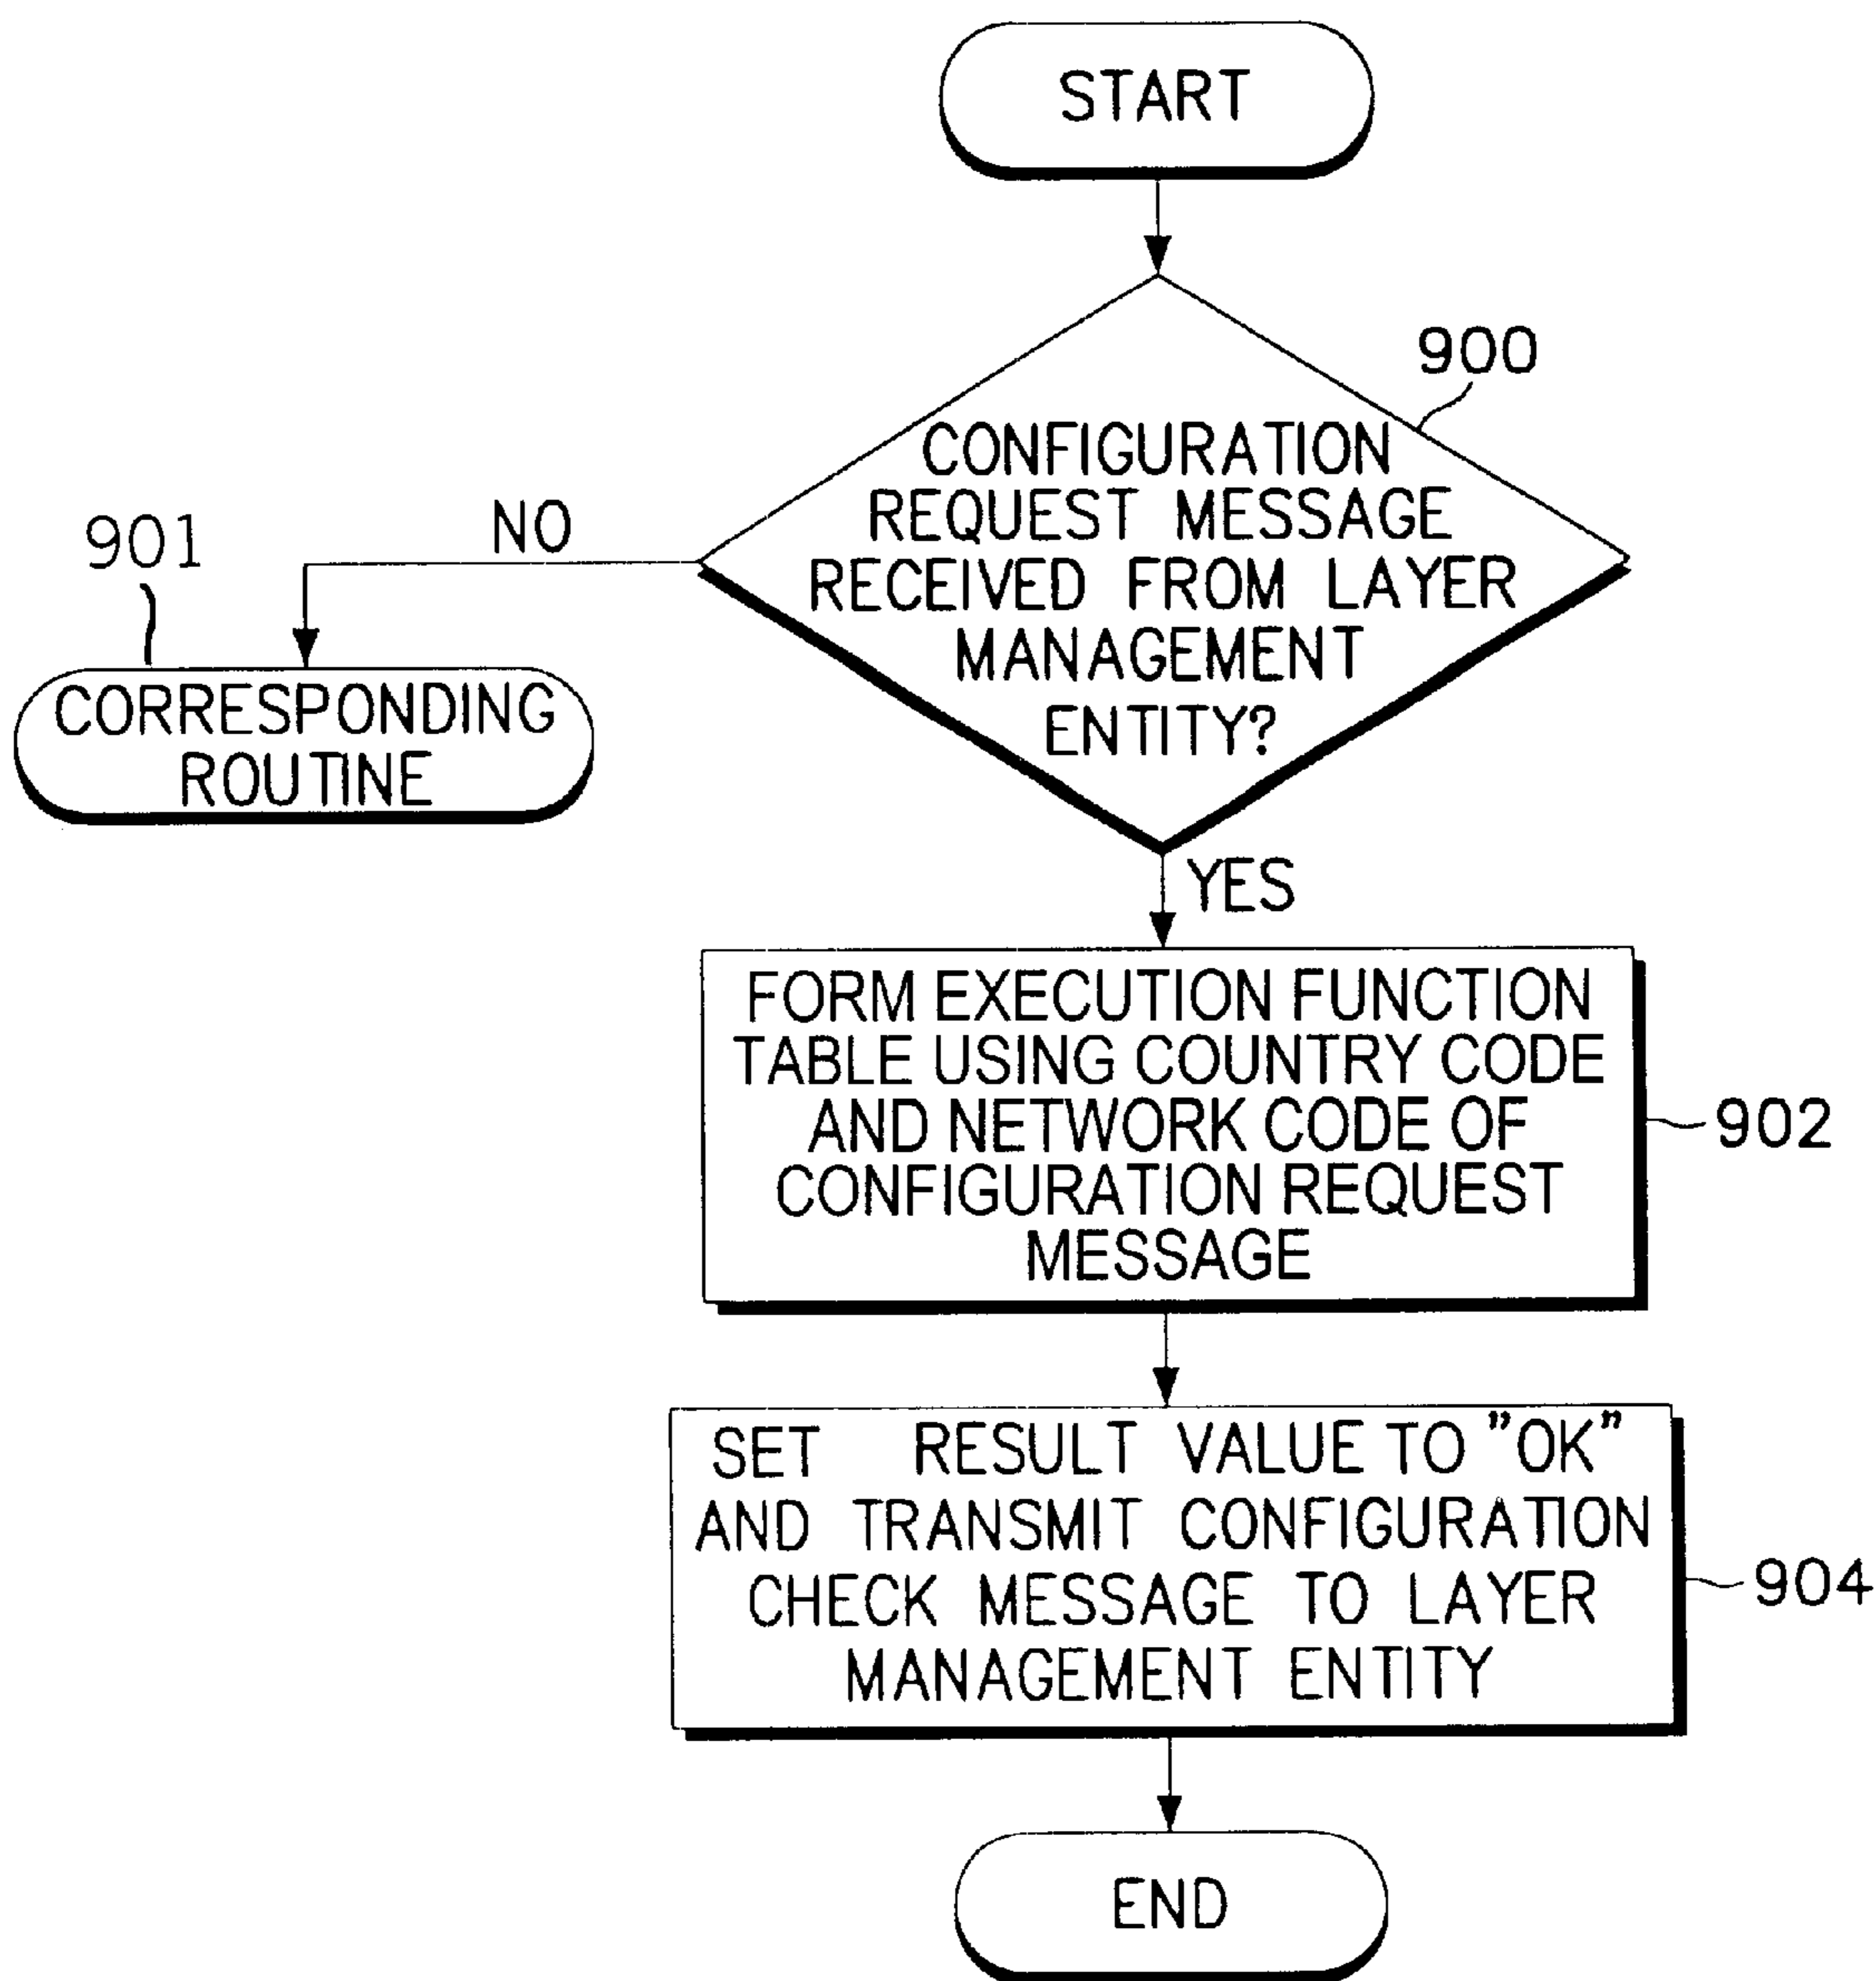 START
900
CONFIGURATION
REQUEST MESSAGE
RECEIVED FROM LAYER
MANAGEMENT
ENTITY?
NO
901
CORRESPONDING
ROUTINE
YES
FORM EXECUTION FUNCTION
TABLE USING COUNTRY CODE
AND NETWORK CODE OF
CONFIGURATION REQUEST
MESSAGE
902
SET RESULT VALUE TO "OK"
AND TRANSMIT CONFIGURATION
CHECK MESSAGE TO LAYER
MANAGEMENT ENTITY
904
END